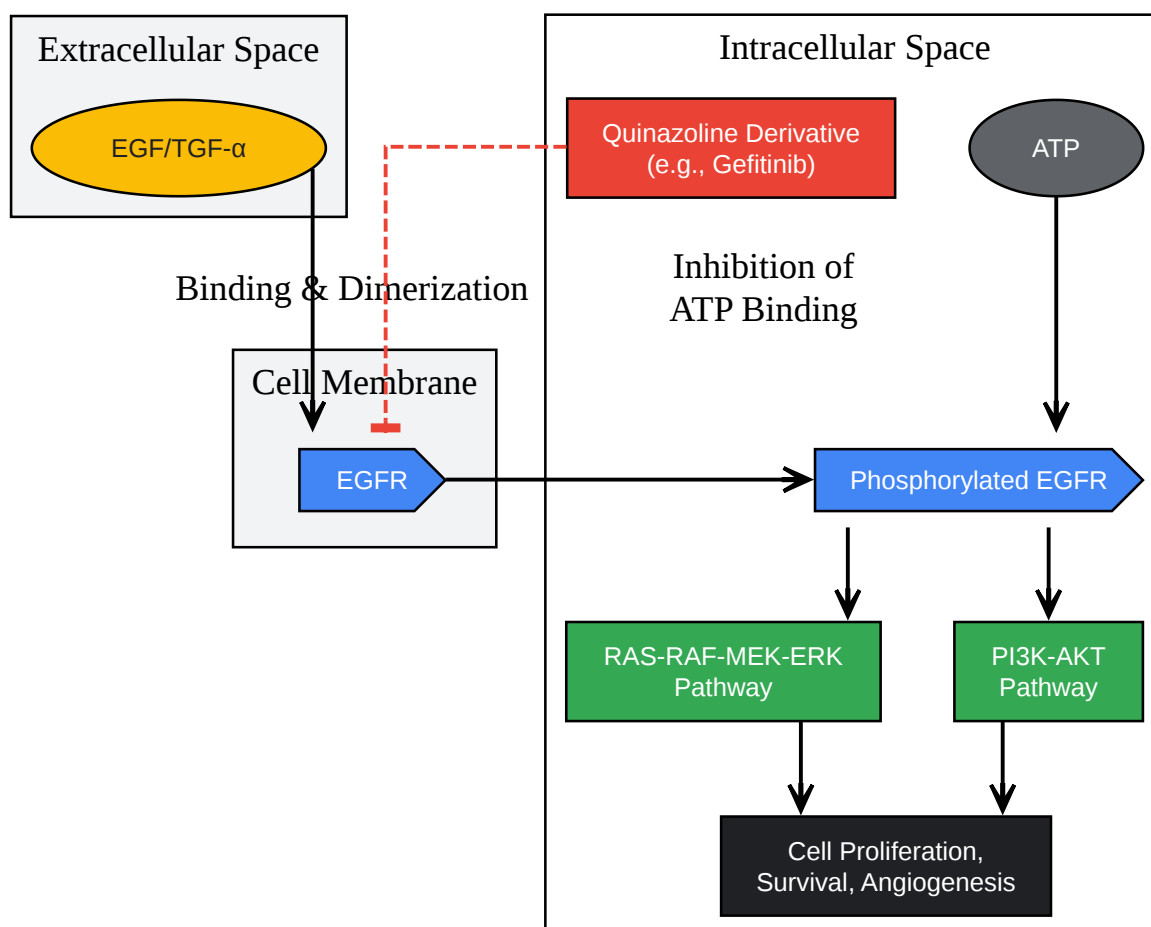 Extracellular Space
Intracellular Space
EGF/TGF-α
Quinazoline Derivative
(e.g., Gefitinib)
ATP
Binding & Dimerization
Inhibition of
ATP Binding
Cell Membrane
EGFR
Phosphorylated EGFR
RAS-RAF-MEK-ERK
Pathway
PI3K-AKT
Pathway
Cell Proliferation,
Survival, Angiogenesis